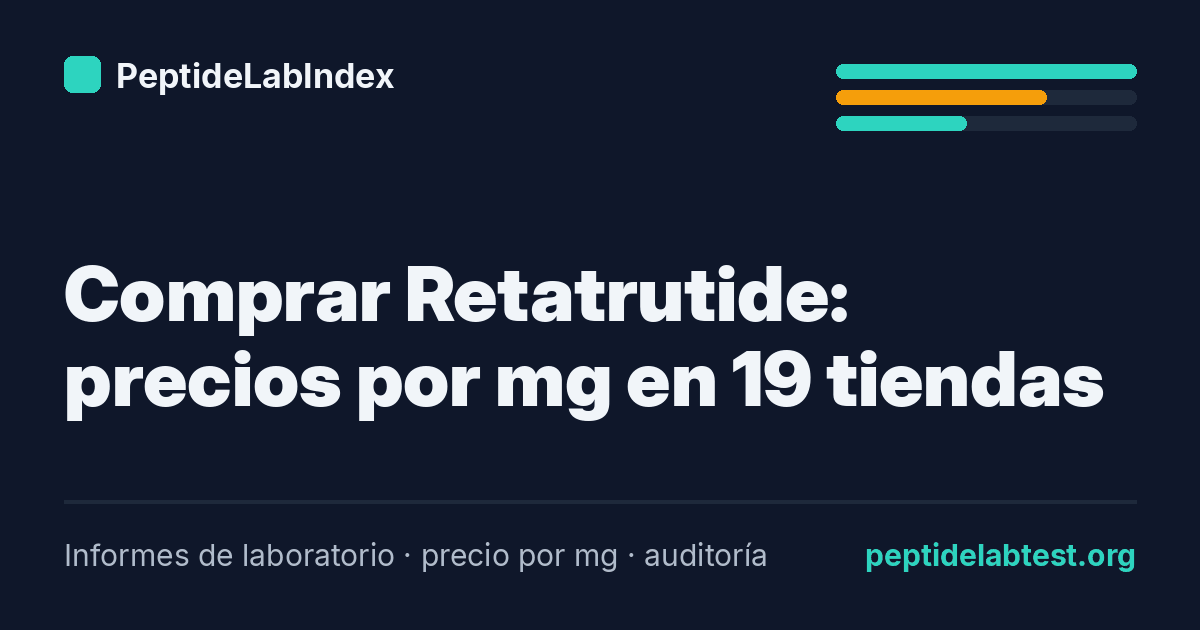 PeptideLabIndex
Comprar Retatrutide:
precios por mg en 19 tiendas
Informes de laboratorio · precio por mg · auditoría
peptidelabtest.org